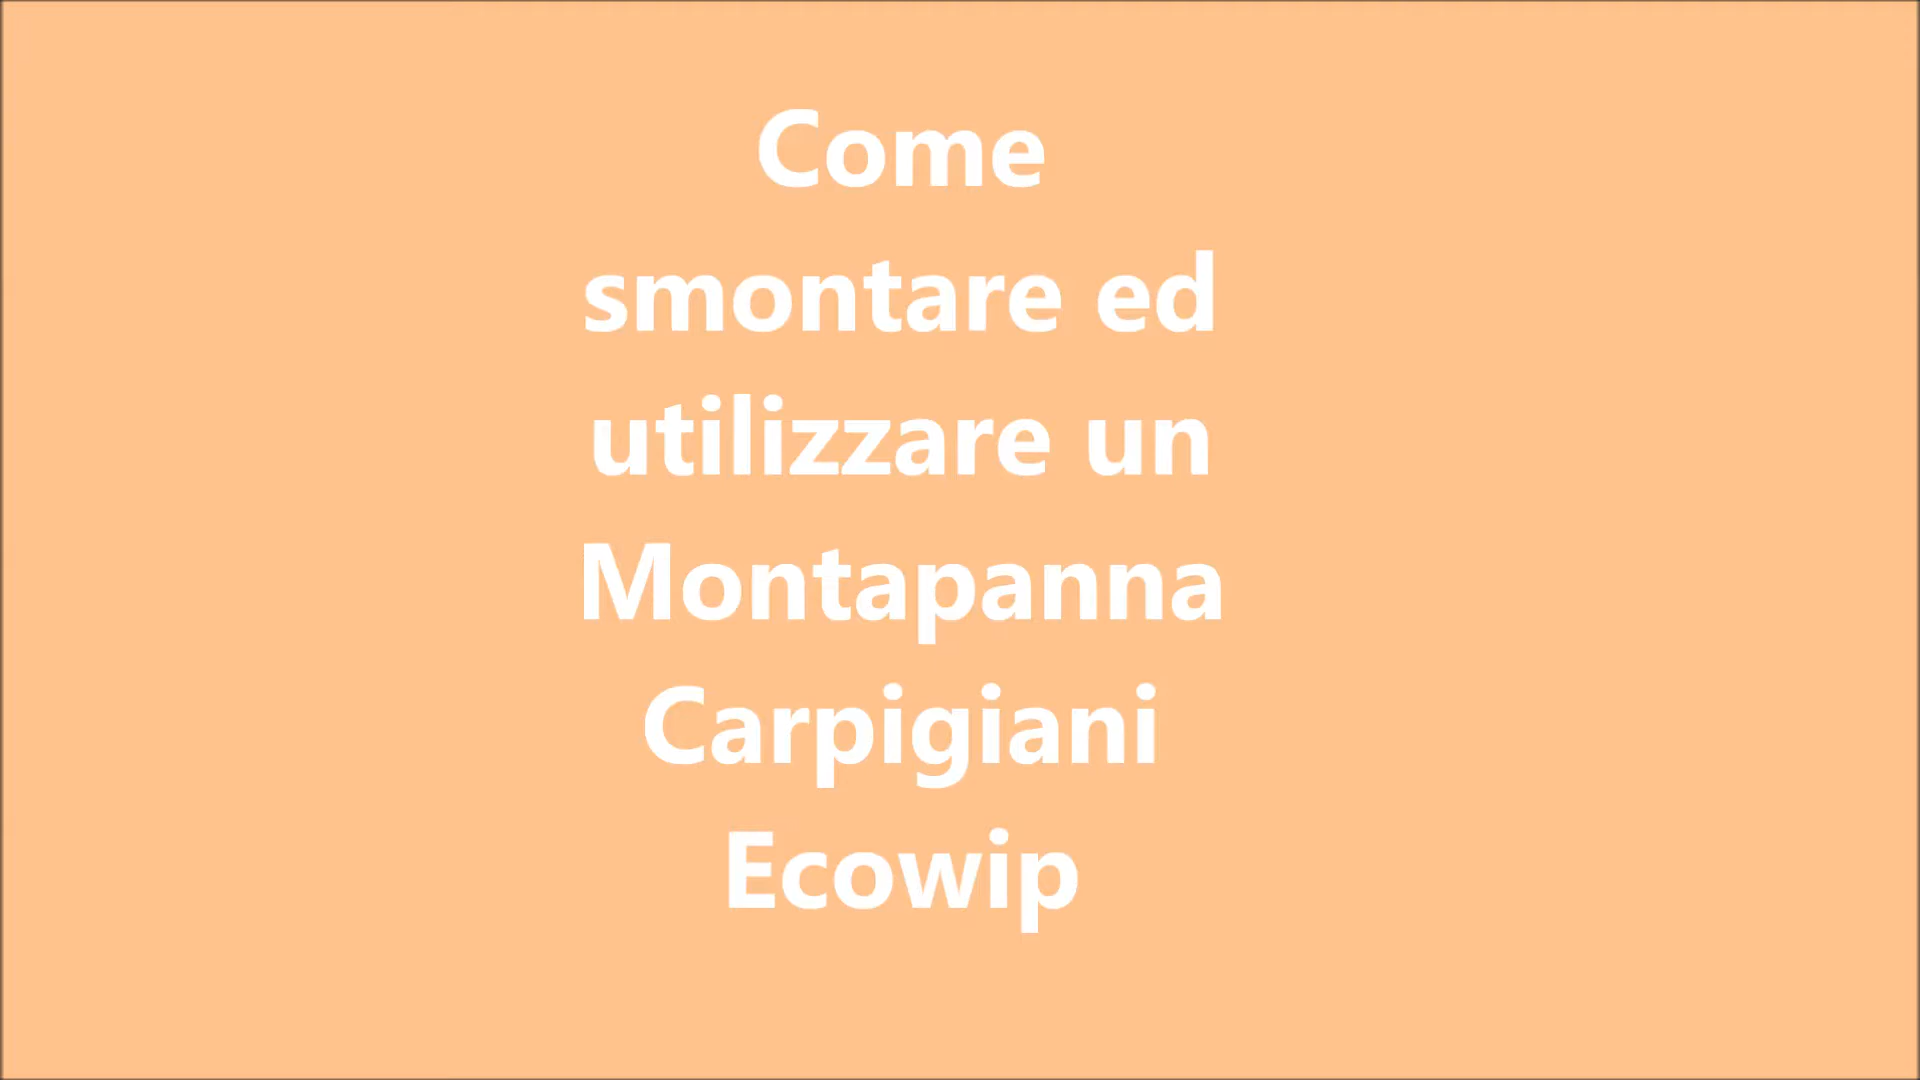 Come
smontare ed
utilizzare un
Montapanna
Carpigiani
Ecowip